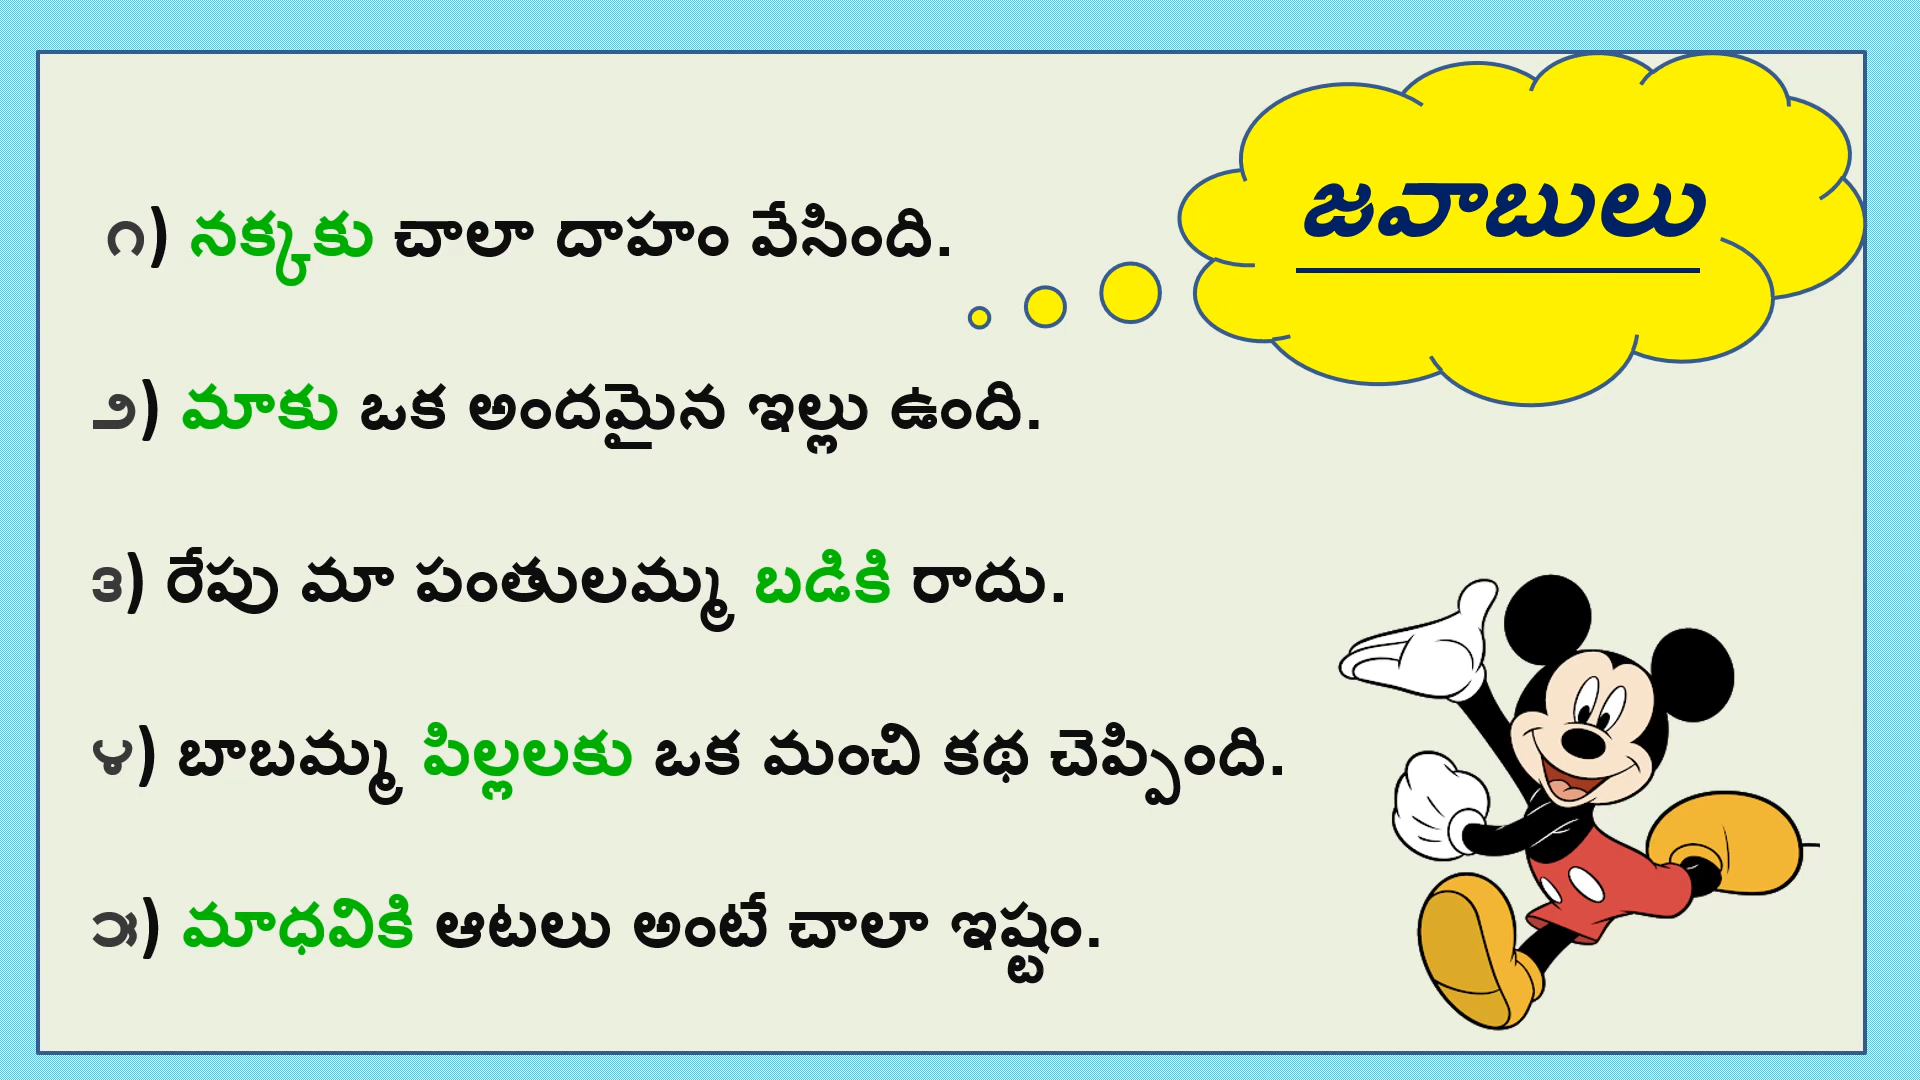 జవాబులు
౧) నక్కకు చాలా దాహం వేసింది.
౨) మాకు ఒక అందమైన ఇల్లు ఉంది.
౩) రేపు మా పంతులమ్మ బడికి రాదు.
౪) బాబమ్మ పిల్లలకు ఒక మంచి కథ చెప్పింది.
౫) మాధవికి ఆటలు అంటే చాలా ఇష్టం.